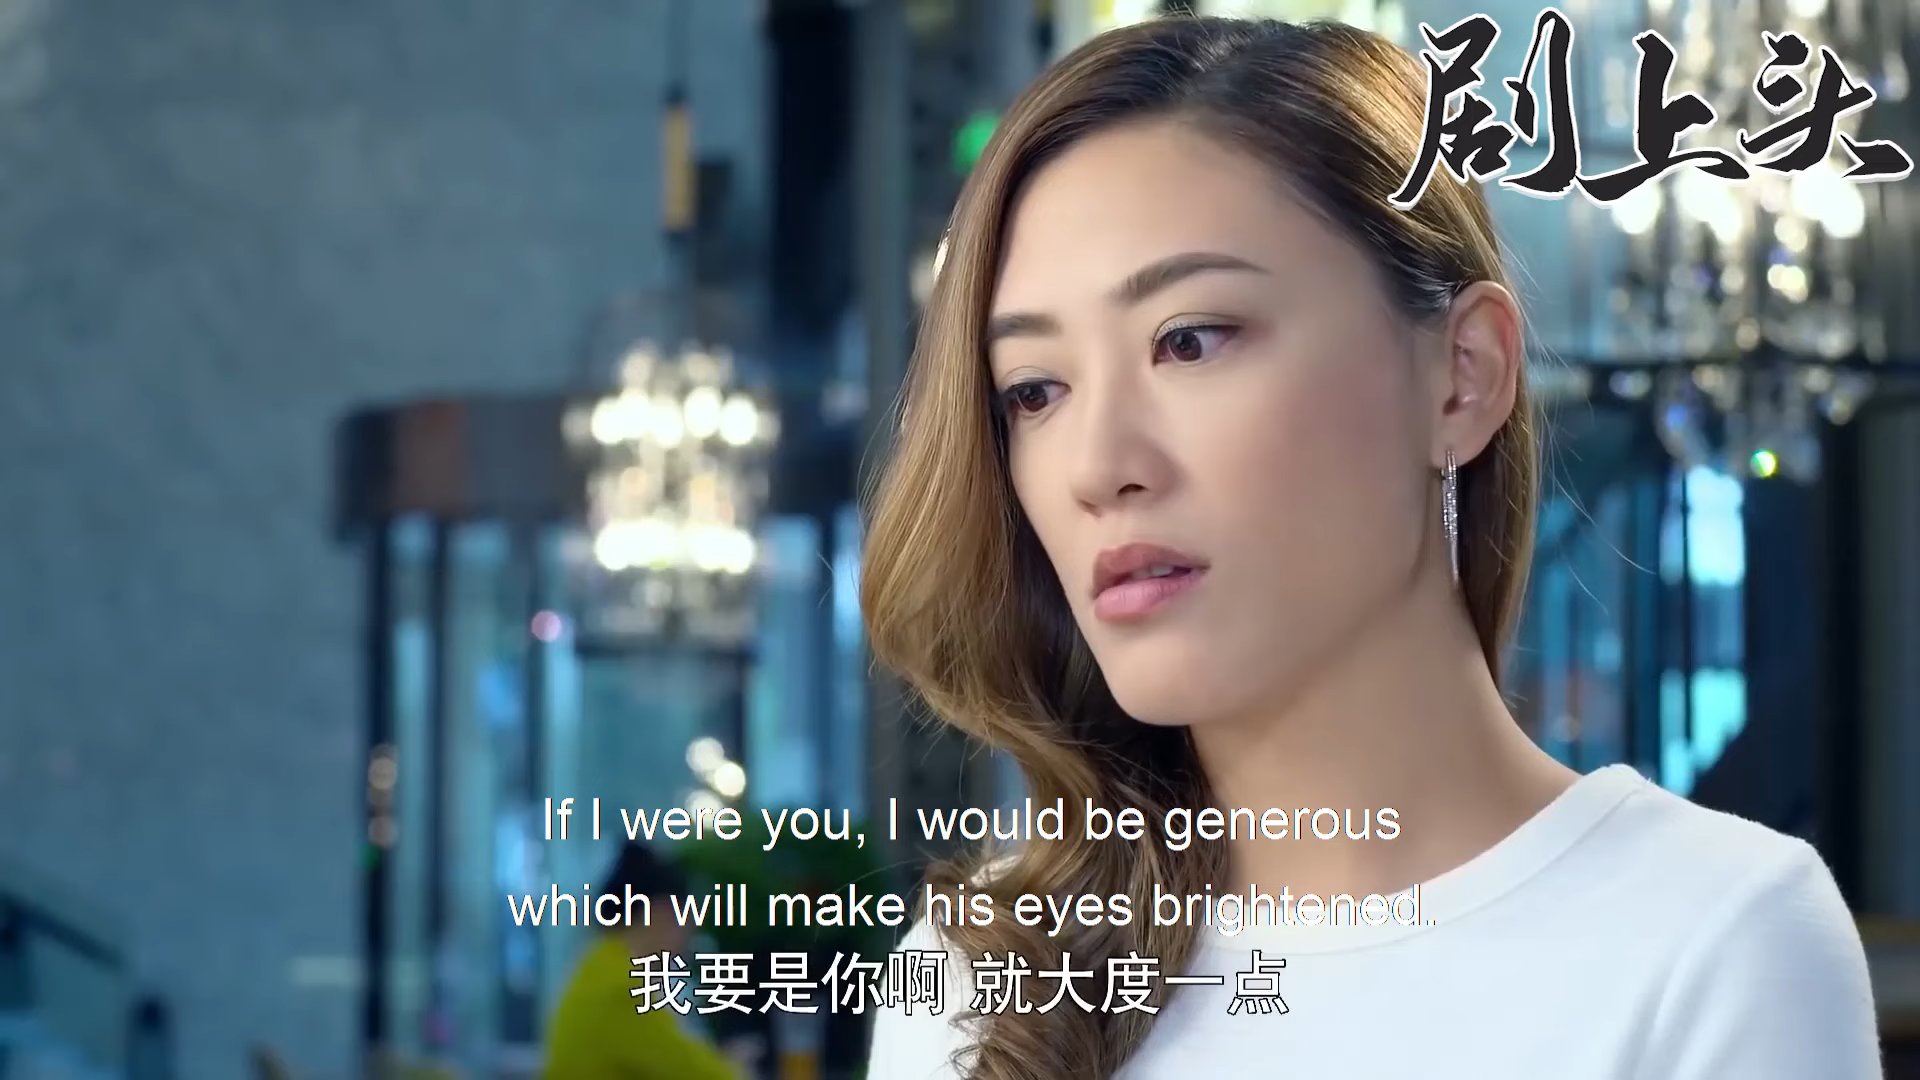 剧上头
If I were you, I would be generous
which will make his eyes brightened.
我要是你啊 就大度一点